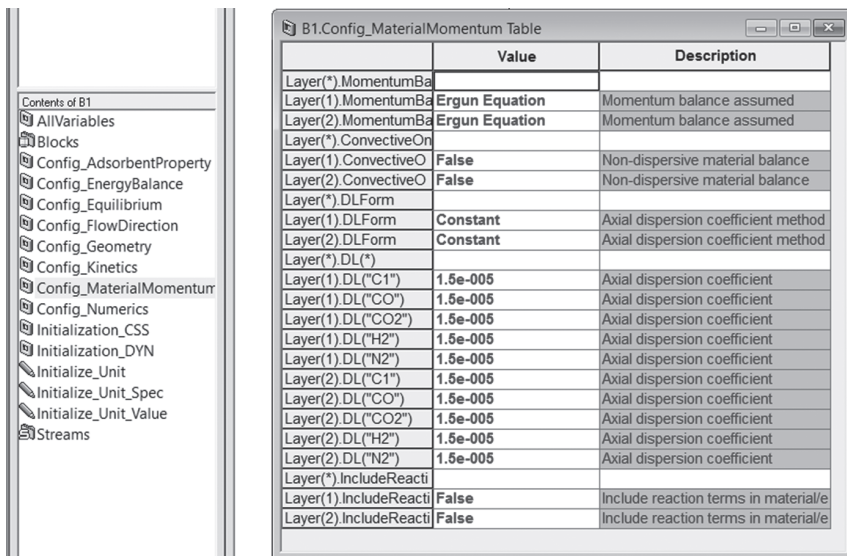 Contents of B1
AllVariables
Blocks
Config_AdsorbentProperty
Config_EnergyBalance
Config_Equilibrium
Config_FlowDirection
Config_Geometry
Config_Kinetics
Config_MaterialMomentum
Config_Numerics
Initialization_CSS
Initialization_DYN
Initialize_Unit
Initialize_Unit_Spec
Initialize_Unit_Value
Streams
B1.Config_MaterialMomentum Table
Value Description
Layer(*).MomentumBa
Layer(1).MomentumBa Ergun Equation Momentum balance assumed
Layer(2).MomentumBa Ergun Equation Momentum balance assumed
Layer(*).ConvectiveOn
Layer(1).ConvectiveO False Non-dispersive material balance
Layer(2).ConvectiveO False Non-dispersive material balance
Layer(*).DLForm
Layer(1).DLForm Constant Axial dispersion coefficient method
Layer(2).DLForm Constant Axial dispersion coefficient method
Layer(*).DL(*)
Layer(1).DL("C1") 1.5e-005 Axial dispersion coefficient
Layer(1).DL("CO") 1.5e-005 Axial dispersion coefficient
Layer(1).DL("CO2") 1.5e-005 Axial dispersion coefficient
Layer(1).DL("H2") 1.5e-005 Axial dispersion coefficient
Layer(1).DL("N2") 1.5e-005 Axial dispersion coefficient
Layer(2).DL("C1") 1.5e-005 Axial dispersion coefficient
Layer(2).DL("CO") 1.5e-005 Axial dispersion coefficient
Layer(2).DL("CO2") 1.5e-005 Axial dispersion coefficient
Layer(2).DL("H2") 1.5e-005 Axial dispersion coefficient
Layer(2).DL("N2") 1.5e-005 Axial dispersion coefficient
Layer(*).IncludeReacti
Layer(1).IncludeReacti False Include reaction terms in material/e
Layer(2).IncludeReacti False Include reaction terms in material/e